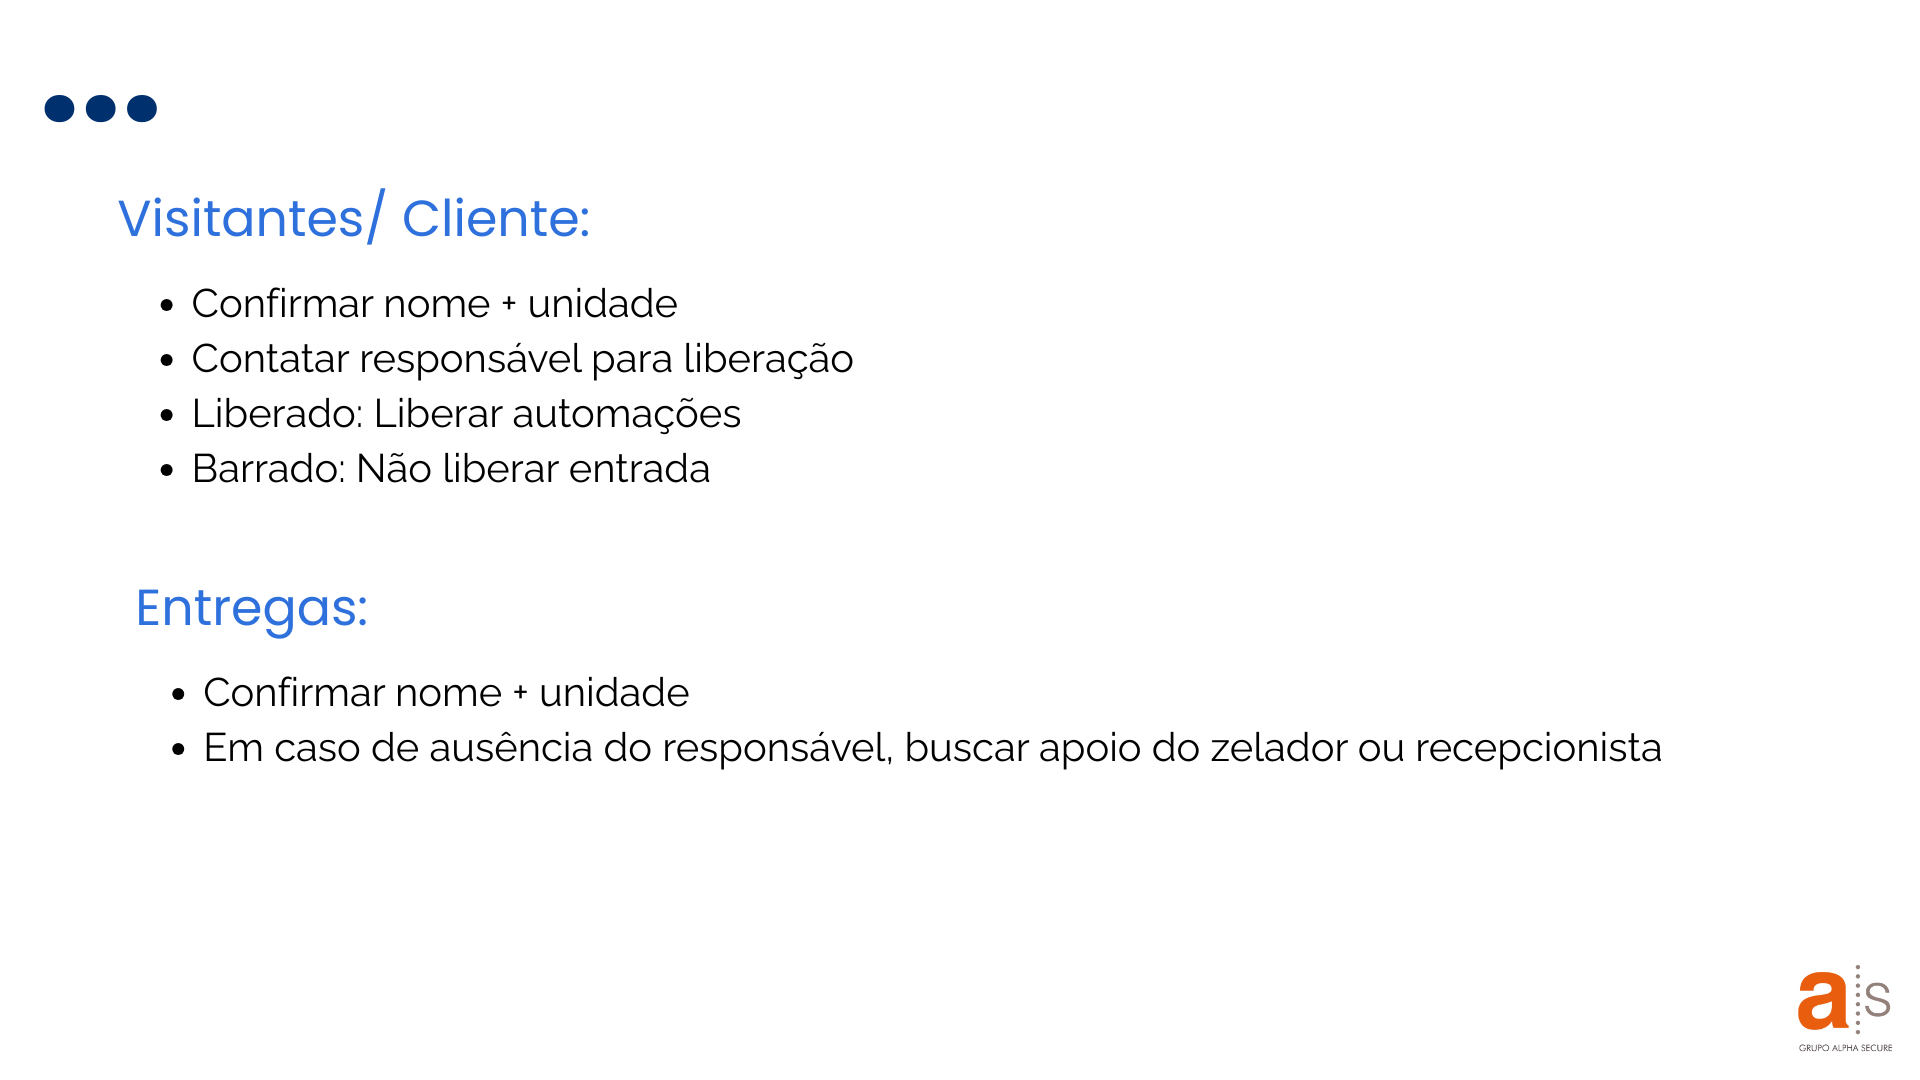 Visitantes/ Cliente:
• Confirmar nome + unidade
• Contatar responsável para liberação
• Liberado: Liberar automações
• Barrado: Não liberar entrada
Entregas:
• Confirmar nome + unidade
• Em caso de ausência do responsável, buscar apoio do zelador ou recepcionista
a s
GRUPO ALPHA SECURE